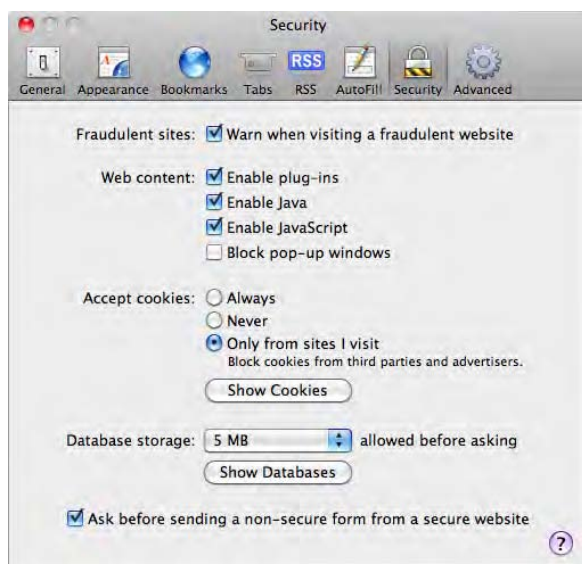 Security
RSS
General Appearance Bookmarks Tabs RSS AutoFill Security Advanced
Fraudulent sites: Warn when visiting a fraudulent website
Web content: Enable plug-ins
Enable Java
Enable JavaScript
Block pop-up windows
Accept cookies: Always
Never
Only from sites I visit
Block cookies from third parties and advertisers.
Show Cookies
Database storage: 5 MB allowed before asking
Show Databases
Ask before sending a non-secure form from a secure website
?